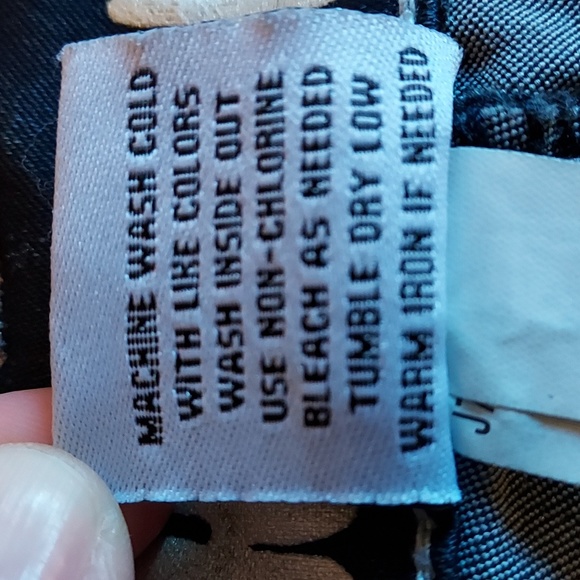 MACHINE WASH COLD
WITH LIKE COLORS
WASH INSIDE OUT
USE NON-CHLORINE
BLEACH AS NEEDED
TUMBLE DRY LOW
WARM IRON IF NEEDED